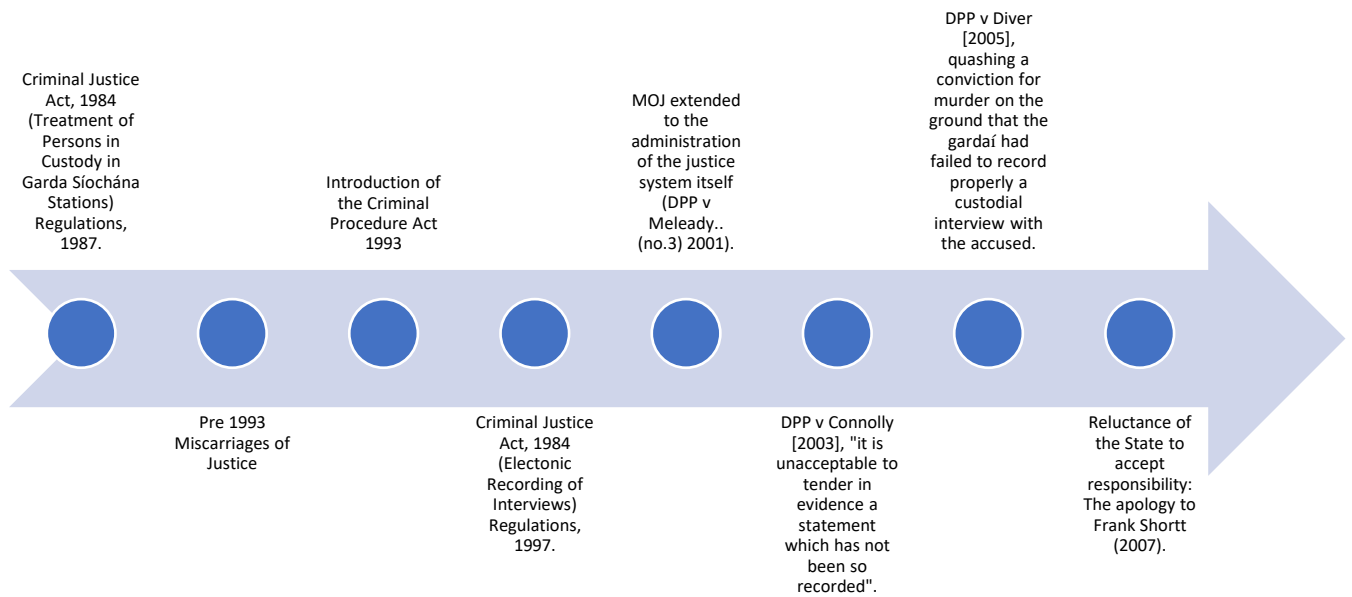 Criminal Justice
Act, 1984
(Treatment of
Persons in
Custody in
Garda Síochána
Stations)
Regulations,
1987.
Pre 1993
Miscarriages of
Justice
Introduction of
the Criminal
Procedure Act
1993
Criminal Justice
Act, 1984
(Electonic
Recording of
Interviews)
Regulations,
1997.
MOJ extended
to the
administration
of the justice
system itself
(DPP v
Meleady..
(no.3) 2001).
DPP v Connolly
[2003], "it is
unacceptable to
tender in
evidence a
statement
which has not
been so
recorded".
DPP v Diver
[2005],
quashing a
conviction for
murder on the
ground that the
gardaí had
failed to record
properly a
custodial
interview with
the accused.
Reluctance of
the State to
accept
responsibility:
The apology to
Frank Shortt
(2007).